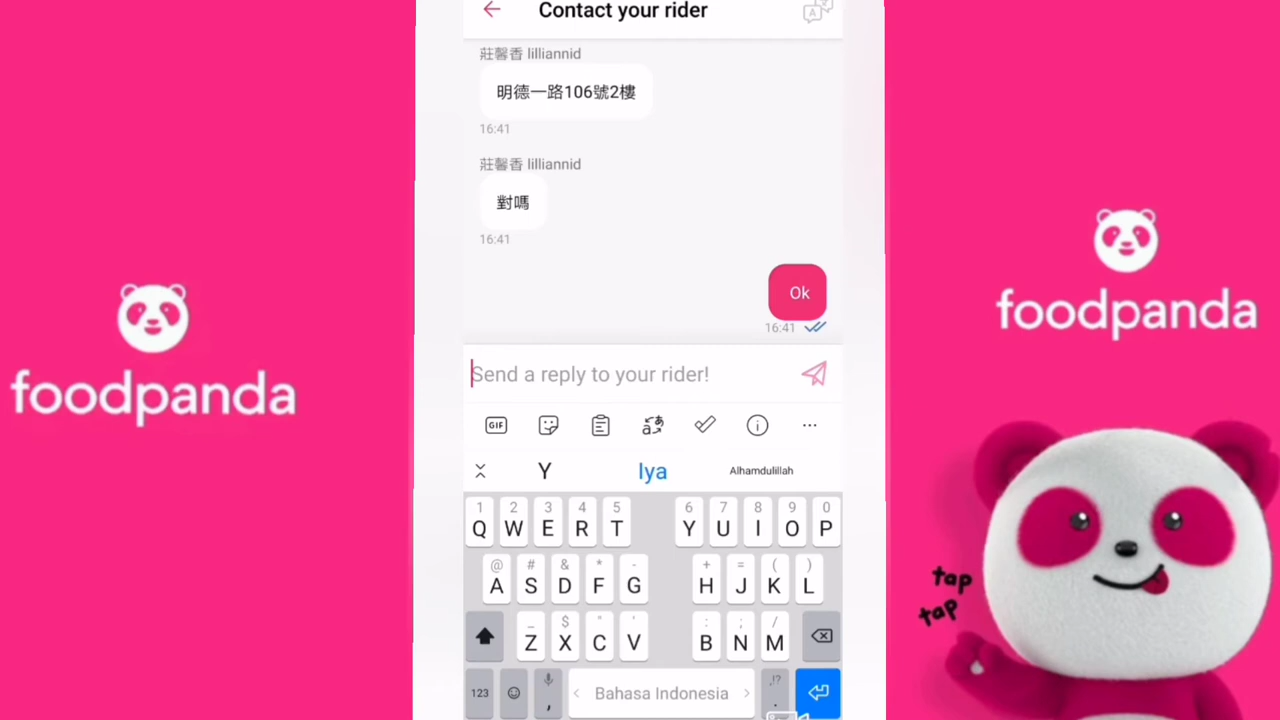 Contact your rider
莊馨香 lilliannid
明德一路106號2樓
16:41
莊馨香 lilliannid
對嗎
16:41
Ok
16:41
Send a reply to your rider!
GIF
Y Iya Alhamdulillah
1 2 3 4 5 6 7 8 9 0
Q W E R T Y U I O P
@ # & * - + = ( )
A S D F G H J K L
_ $ " ' : ; /
Z X C V B N M
123 , < Bahasa Indonesia > ,!? .
foodpanda
foodpanda
tap
tap